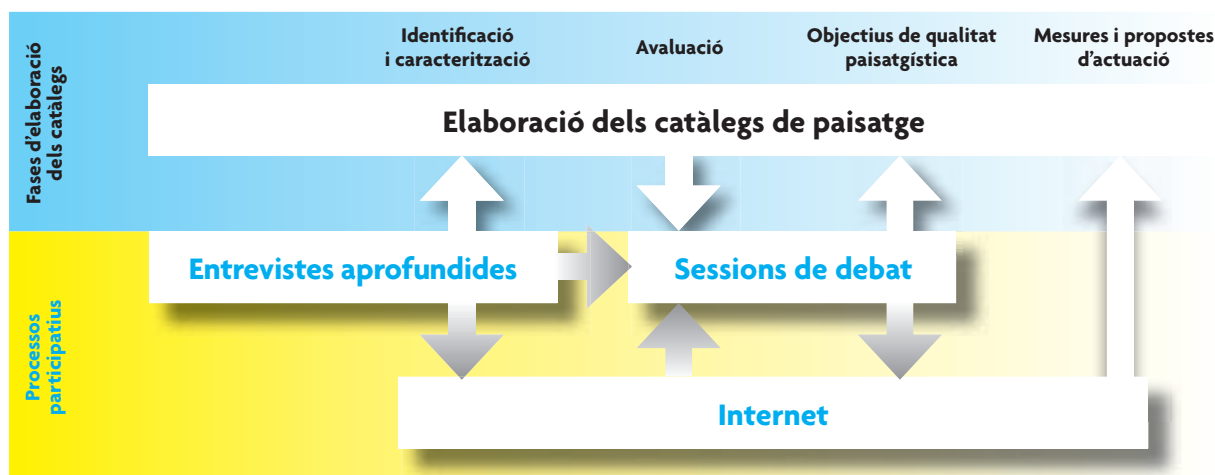 Fases d'elaboració
dels catàlegs
Identificació
i caracterització
Avaluació
Objectius de qualitat
paisatgística
Mesures i propostes
d'actuació
Elaboració dels catàlegs de paisatge
Processos
participatius
Entrevistes aprofundides
Sessions de debat
Internet